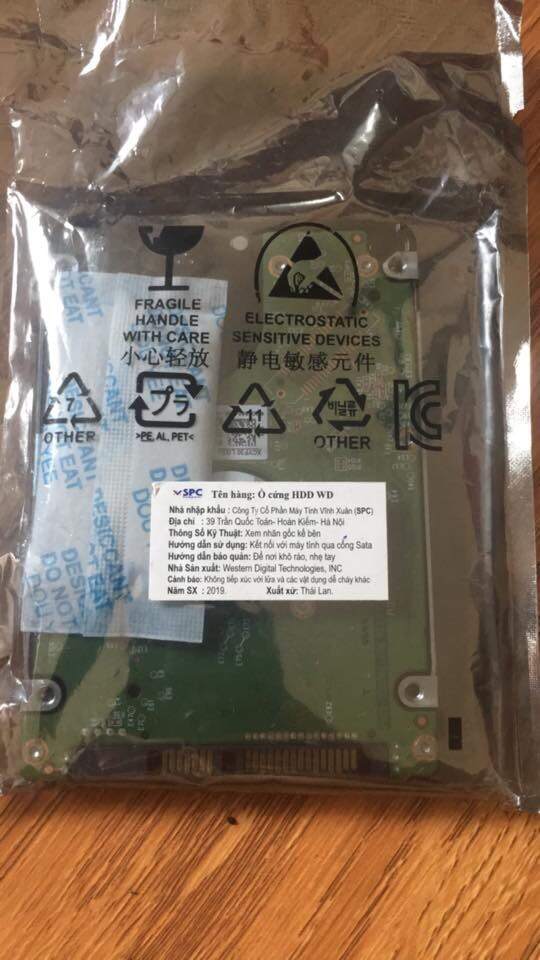 FRAGILE
HANDLE
WITH CARE
小心轻放
ELECTROSTATIC
SENSITIVE DEVICES
静电敏感元件
7
OTHER
プラ
>PE, AL, PET<
11
비닐류
OTHER
SPC Tên hàng: Ổ cứng HDD WD
Nhà nhập khẩu : Công Ty Cổ Phần Máy Tính Vĩnh Xuân (SPC)
Địa chỉ : 39 Trần Quốc Toản- Hoàn Kiếm- Hà Nội
Thông Số Kỹ Thuật: Xem nhãn gốc kề bên
Hướng dẫn sử dụng: Kết nối với máy tính qua cổng Sata
Hướng dẫn bảo quản: Để nơi khô ráo, nhẹ tay
Nhà Sản xuất: Western Digital Technologies, INC
Cảnh báo: Không tiếp xúc với lửa và các vật dụng dễ cháy khác
Năm SX : 2019. Xuất xứ: Thái Lan.
DESICCANT
DO NOT
EAT